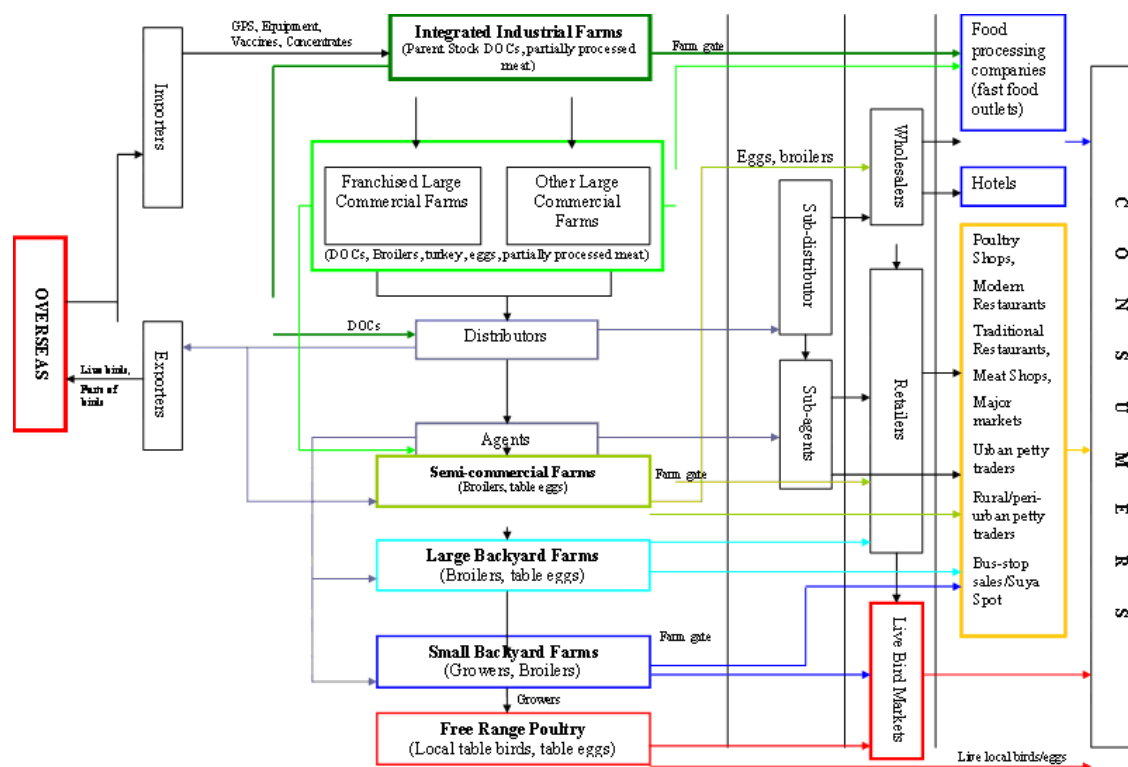 GPS, Equipment,
Vaccines, Concentrates
Integrated Industrial Farms
(Parent Stock DOCs, partially processed
meat)
Farm gate
Food
processing
companies
(fast food
outlets)
Importers
Wholesalers
Eggs, broilers
Franchised Large
Commercial Farms
Other Large
Commercial
Farms
(DOCs, Broilers, turkey, eggs, partially processed meat)
Hotels
Sub-distributor
OVERSEAS
Exporters
Live birds,
Parts of
birds
DOCs
Distributors
Poultry
Shops,
Modern
Restaurants
Traditional
Restaurants,
Meat Shops,
Major
markets
Urban petty
traders
Rural/peri-
urban petty
traders
Bus-stop
sales/Suya
Spot
Retailers
Sub-agents
Agents
Semi-commercial Farms
(Broilers, table eggs)
Farm gate
Large Backyard Farms
(Broilers, table eggs)
Farm gate
Small Backyard Farms
(Growers, Broilers)
Growers
Live Bird Markets
Free Range Poultry
(Local table birds, table eggs)
Live local birds/eggs
C O N S U M E R S